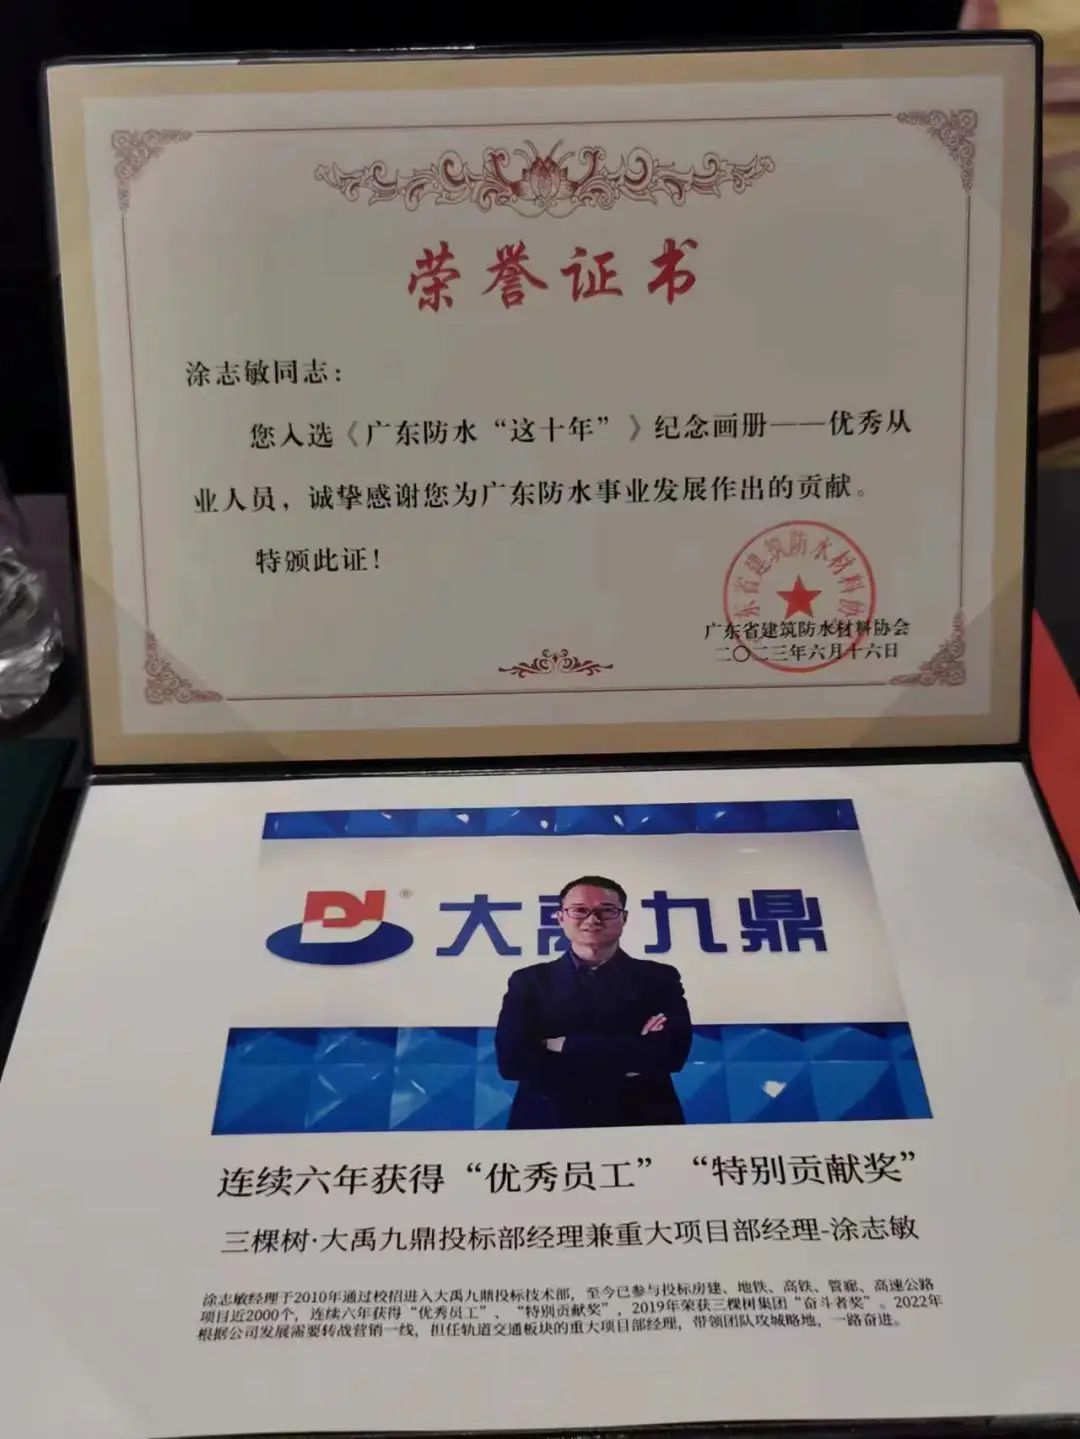 荣誉证书
涂志敏同志：
您入选《广东防水“这十年”》纪念画册——优秀从
业人员，诚挚感谢您为广东防水事业发展作出的贡献。
特颁此证！
东省建筑防水材料协
广东省建筑防水材料协会
二〇二三年六月十六日
DJ® 大禹九鼎
连续六年获得“优秀员工”“特别贡献奖”
三棵树·大禹九鼎投标部经理兼重大项目部经理-涂志敏
涂志敏经理于2010年通过校招进入大禹九鼎投标技术部，至今已参与投标房建、地铁、高铁、管廊、高速公路
项目近2000个，连续六年获得“优秀员工”、“特别贡献奖”，2019年荣获三棵树集团“奋斗者奖”。2022年
根据公司发展需要转战营销一线，担任轨道交通板块的重大项目部经理，带领团队攻城略地，一路奋进。